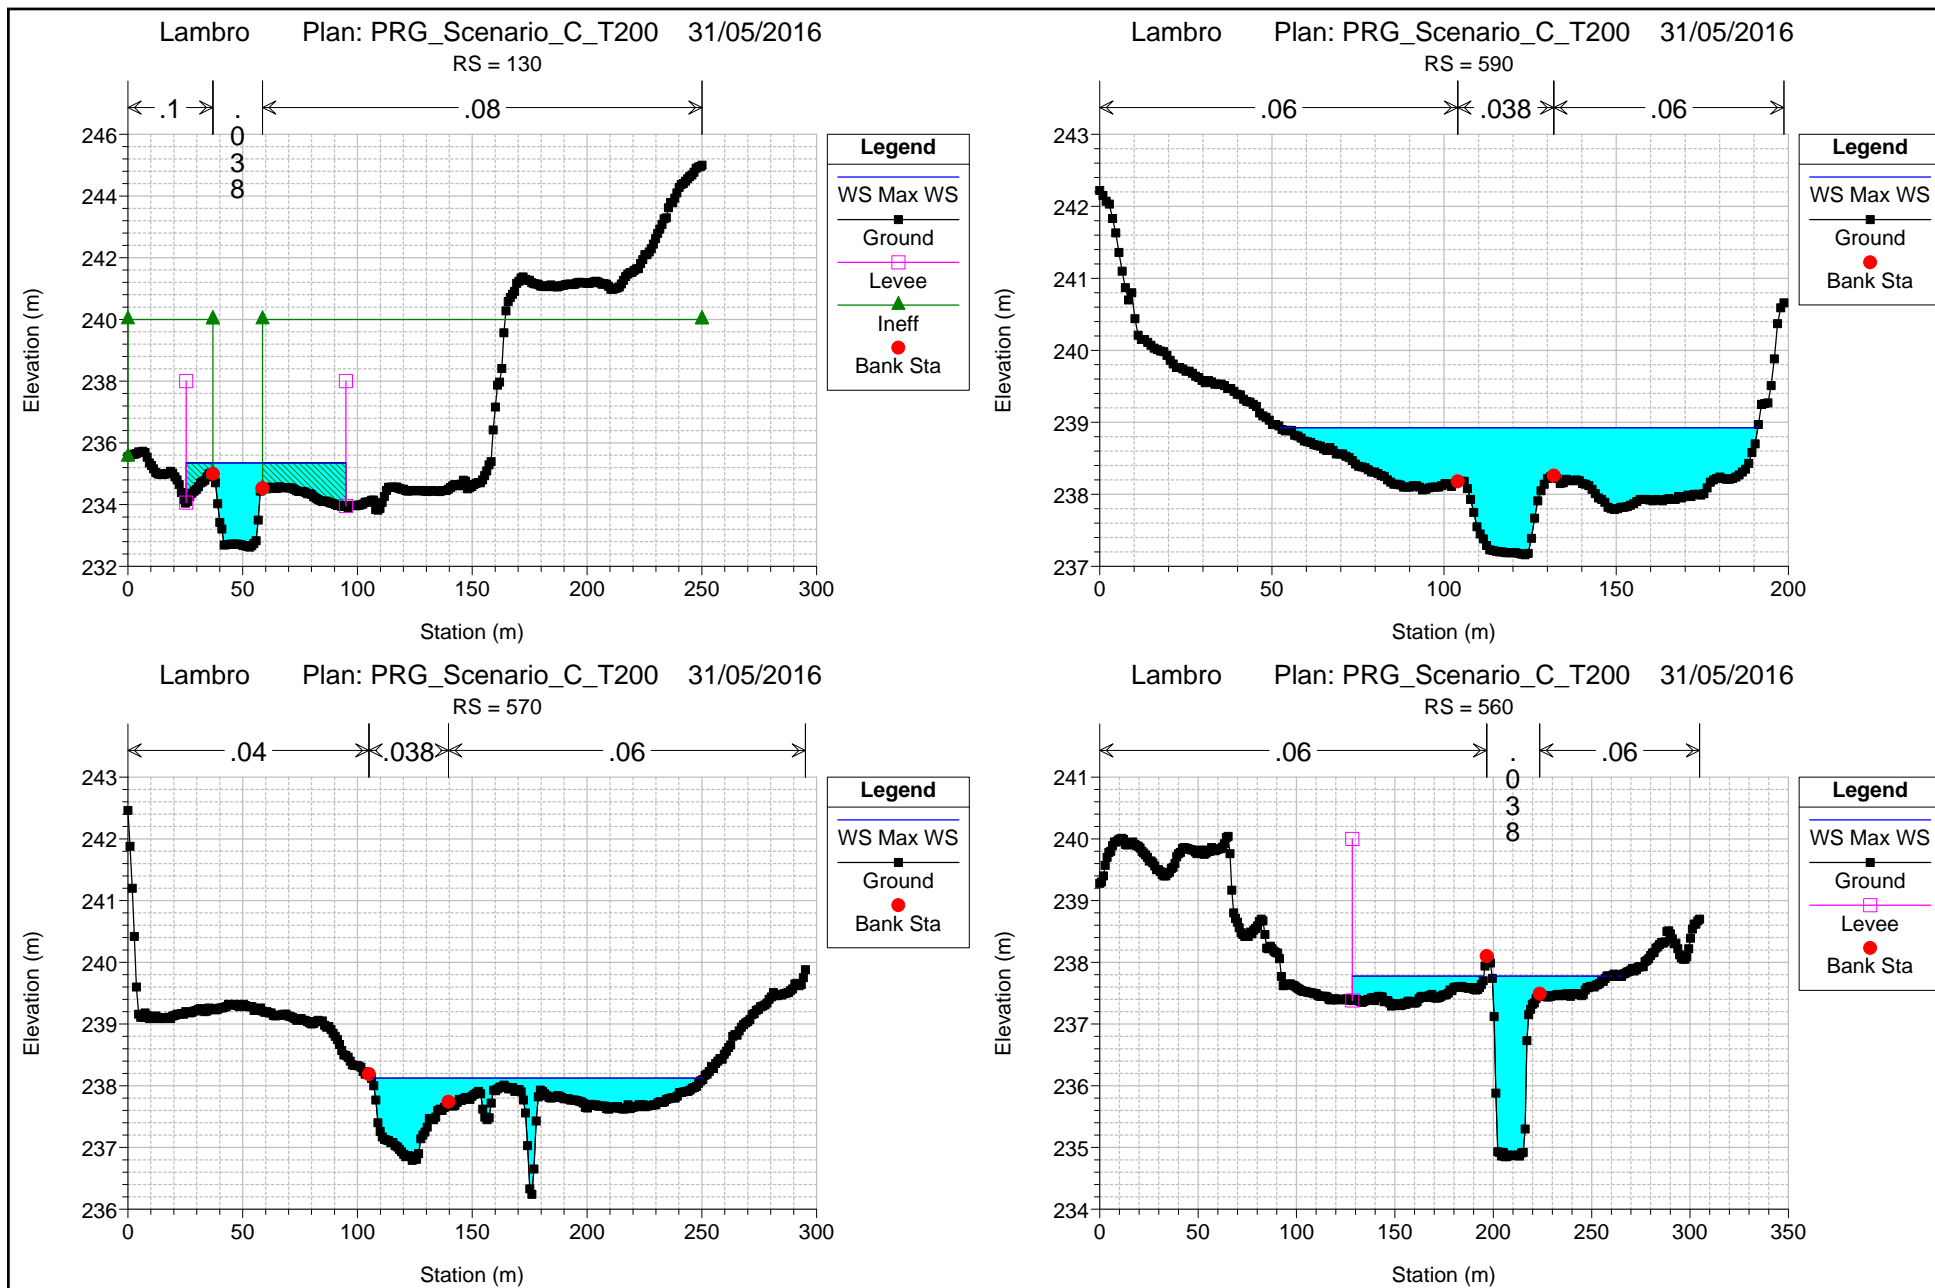 Lambro Plan: PRG_Scenario_C_T200 31/05/2016
RS = 130
.1
.038
.08
Elevation (m)
246
244
242
240
238
236
234
232
0 50 100 150 200 250 300
Station (m)
Legend
WS Max WS
Ground
Levee
Ineff
Bank Sta
Lambro Plan: PRG_Scenario_C_T200 31/05/2016
RS = 590
.06
.038
.06
Elevation (m)
243
242
241
240
239
238
237
0 50 100 150 200
Station (m)
Legend
WS Max WS
Ground
Bank Sta
Lambro Plan: PRG_Scenario_C_T200 31/05/2016
RS = 570
.04
.038
.06
Elevation (m)
243
242
241
240
239
238
237
236
0 50 100 150 200 250 300
Station (m)
Legend
WS Max WS
Ground
Bank Sta
Lambro Plan: PRG_Scenario_C_T200 31/05/2016
RS = 560
.06
.038
.06
Elevation (m)
241
240
239
238
237
236
235
234
0 50 100 150 200 250 300 350
Station (m)
Legend
WS Max WS
Ground
Levee
Bank Sta